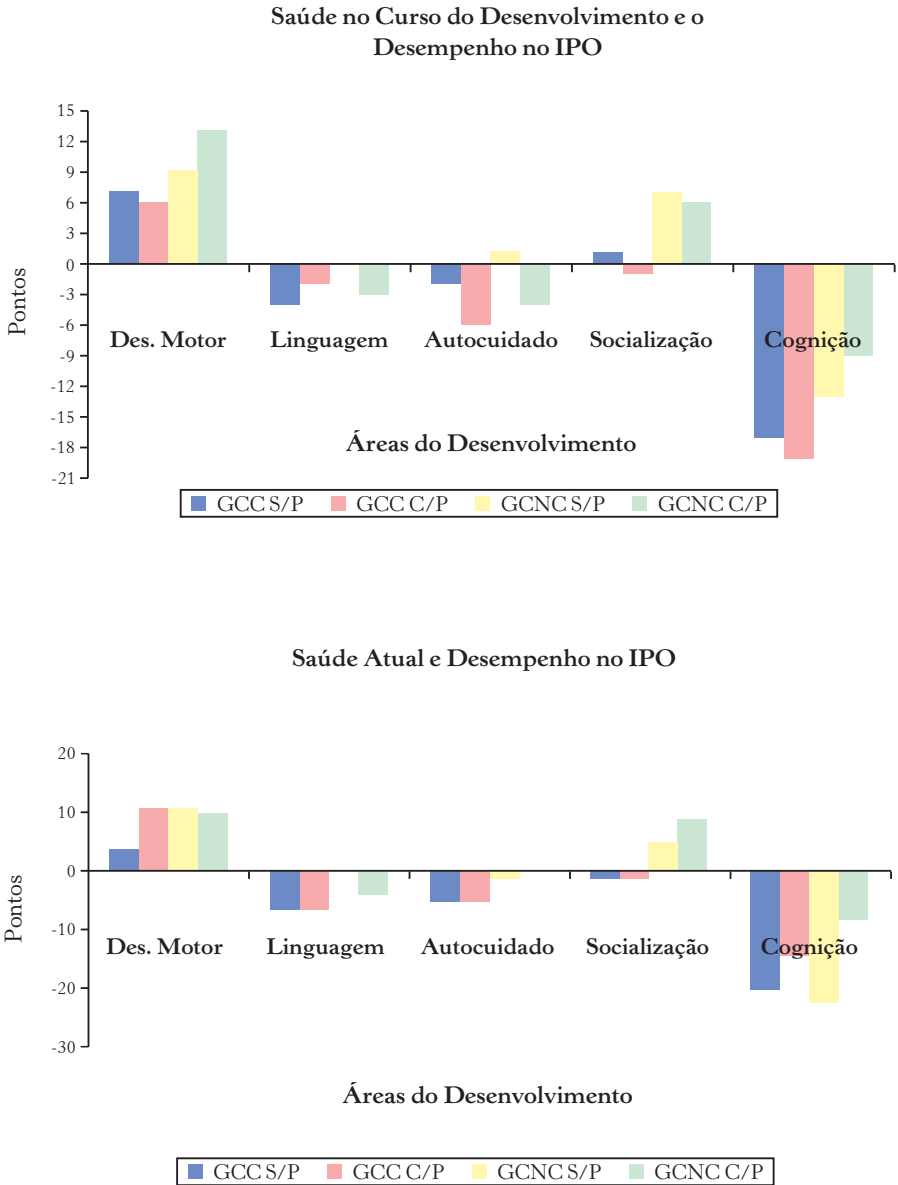 Saúde no Curso do Desenvolvimento e o
Desempenho no IPO
15
12
9
6
3
0
-3
-6
-9
-12
-15
-18
-21
Pontos
Des. Motor Linguagem Autocuidado Socialização Cognição
Áreas do Desenvolvimento
GCC S/P GCC C/P GCNC S/P GCNC C/P
Saúde Atual e Desempenho no IPO
20
10
0
-10
-20
-30
Pontos
Des. Motor Linguagem Autocuidado Socialização Cognição
Áreas do Desenvolvimento
GCC S/P GCC C/P GCNC S/P GCNC C/P